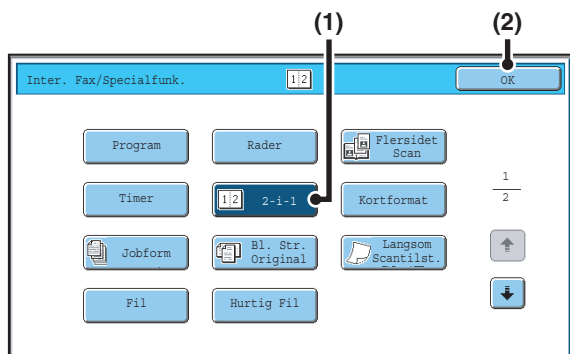 (1)
(2)
Inter. Fax/Specialfunk.
1 2
OK
Program
Rader
Flersidet
Scan
Timer
1 2 2-i-1
Kortformat
1
2
Jobform
Bl. Str.
Original
Langsom
Scantilst.
Fil
Hurtig Fil